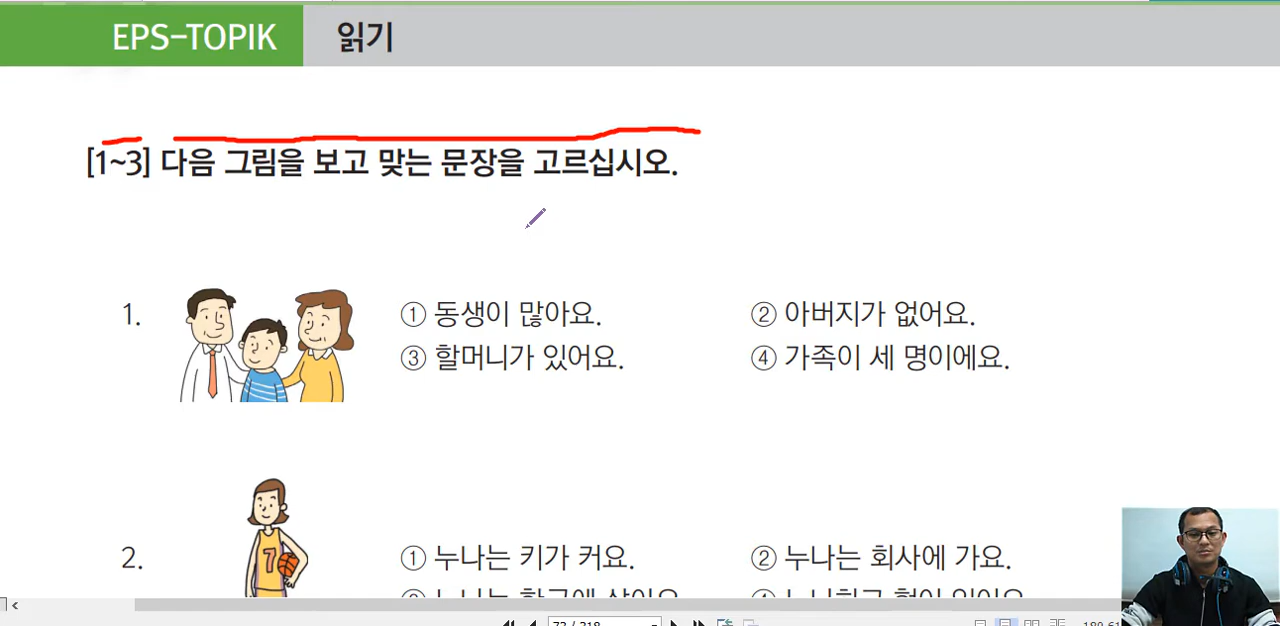 EPS-TOPIK 읽기
[1~3] 다음 그림을 보고 맞는 문장을 고르십시오.
1. ① 동생이 많아요. ② 아버지가 없어요.
③ 할머니가 있어요. ④ 가족이 세 명이에요.
7
2. ① 누나는 키가 커요. ② 누나는 회사에 가요.